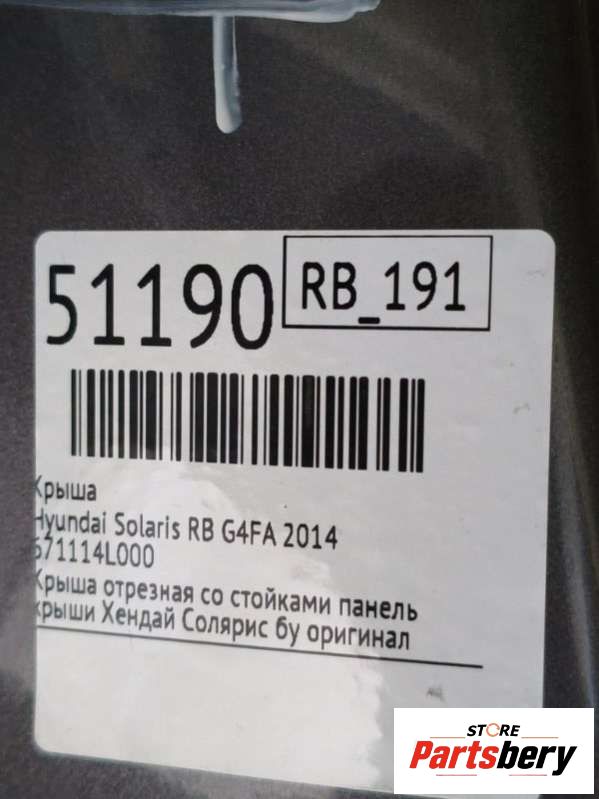 51190
RB_191
Крыша
Hyundai Solaris RB G4FA 2014
671114L000
Крыша отрезная со стойками панель
крыши Хендай Солярис бу оригинал
STORE
Partsbery